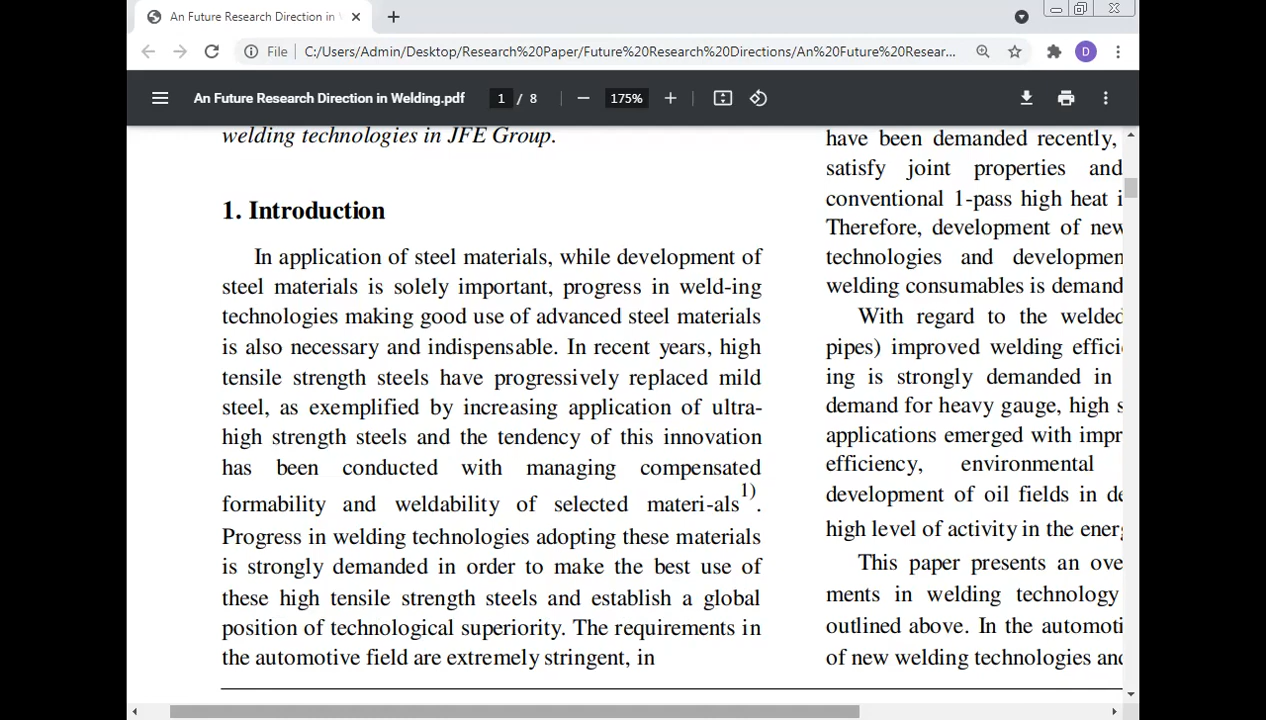 An Future Research Direction in
File C:/Users/Admin/Desktop/Research%20Paper/Future%20Research%20Directions/An%20Future%20Resear...
D
An Future Research Direction in Welding.pdf 1 / 8 175%
welding technologies in JFE Group.
1. Introduction
In application of steel materials, while development of
steel materials is solely important, progress in weld-ing
technologies making good use of advanced steel materials
is also necessary and indispensable. In recent years, high
tensile strength steels have progressively replaced mild
steel, as exemplified by increasing application of ultra-
high strength steels and the tendency of this innovation
has been conducted with managing compensated
formability and weldability of selected materi-als1).
Progress in welding technologies adopting these materials
is strongly demanded in order to make the best use of
these high tensile strength steels and establish a global
position of technological superiority. The requirements in
the automotive field are extremely stringent, in
have been demanded recently,
satisfy joint properties and
conventional 1-pass high heat i
Therefore, development of new
technologies and developmen
welding consumables is demand
With regard to the welded
pipes) improved welding effici
ing is strongly demanded in
demand for heavy gauge, high s
applications emerged with impr
efficiency, environmental
development of oil fields in de
high level of activity in the energ
This paper presents an ove
ments in welding technology
outlined above. In the automoti
of new welding technologies and